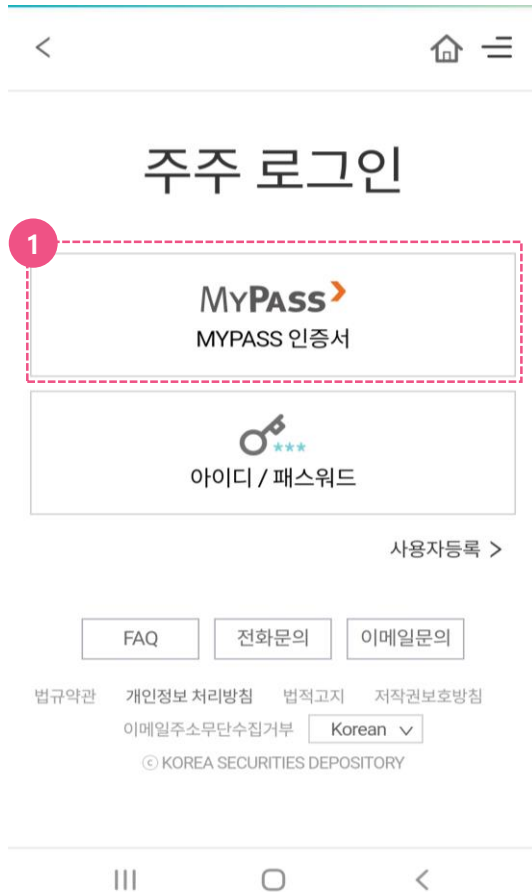 주주 로그인
1
MYPASS
MYPASS 인증서
***
아이디 / 패스워드
사용자등록 >
FAQ 전화문의 이메일문의
법규약관 개인정보 처리방침 법적고지 저작권보호방침
이메일주소무단수집거부 Korean
ⓒ KOREA SECURITIES DEPOSITORY